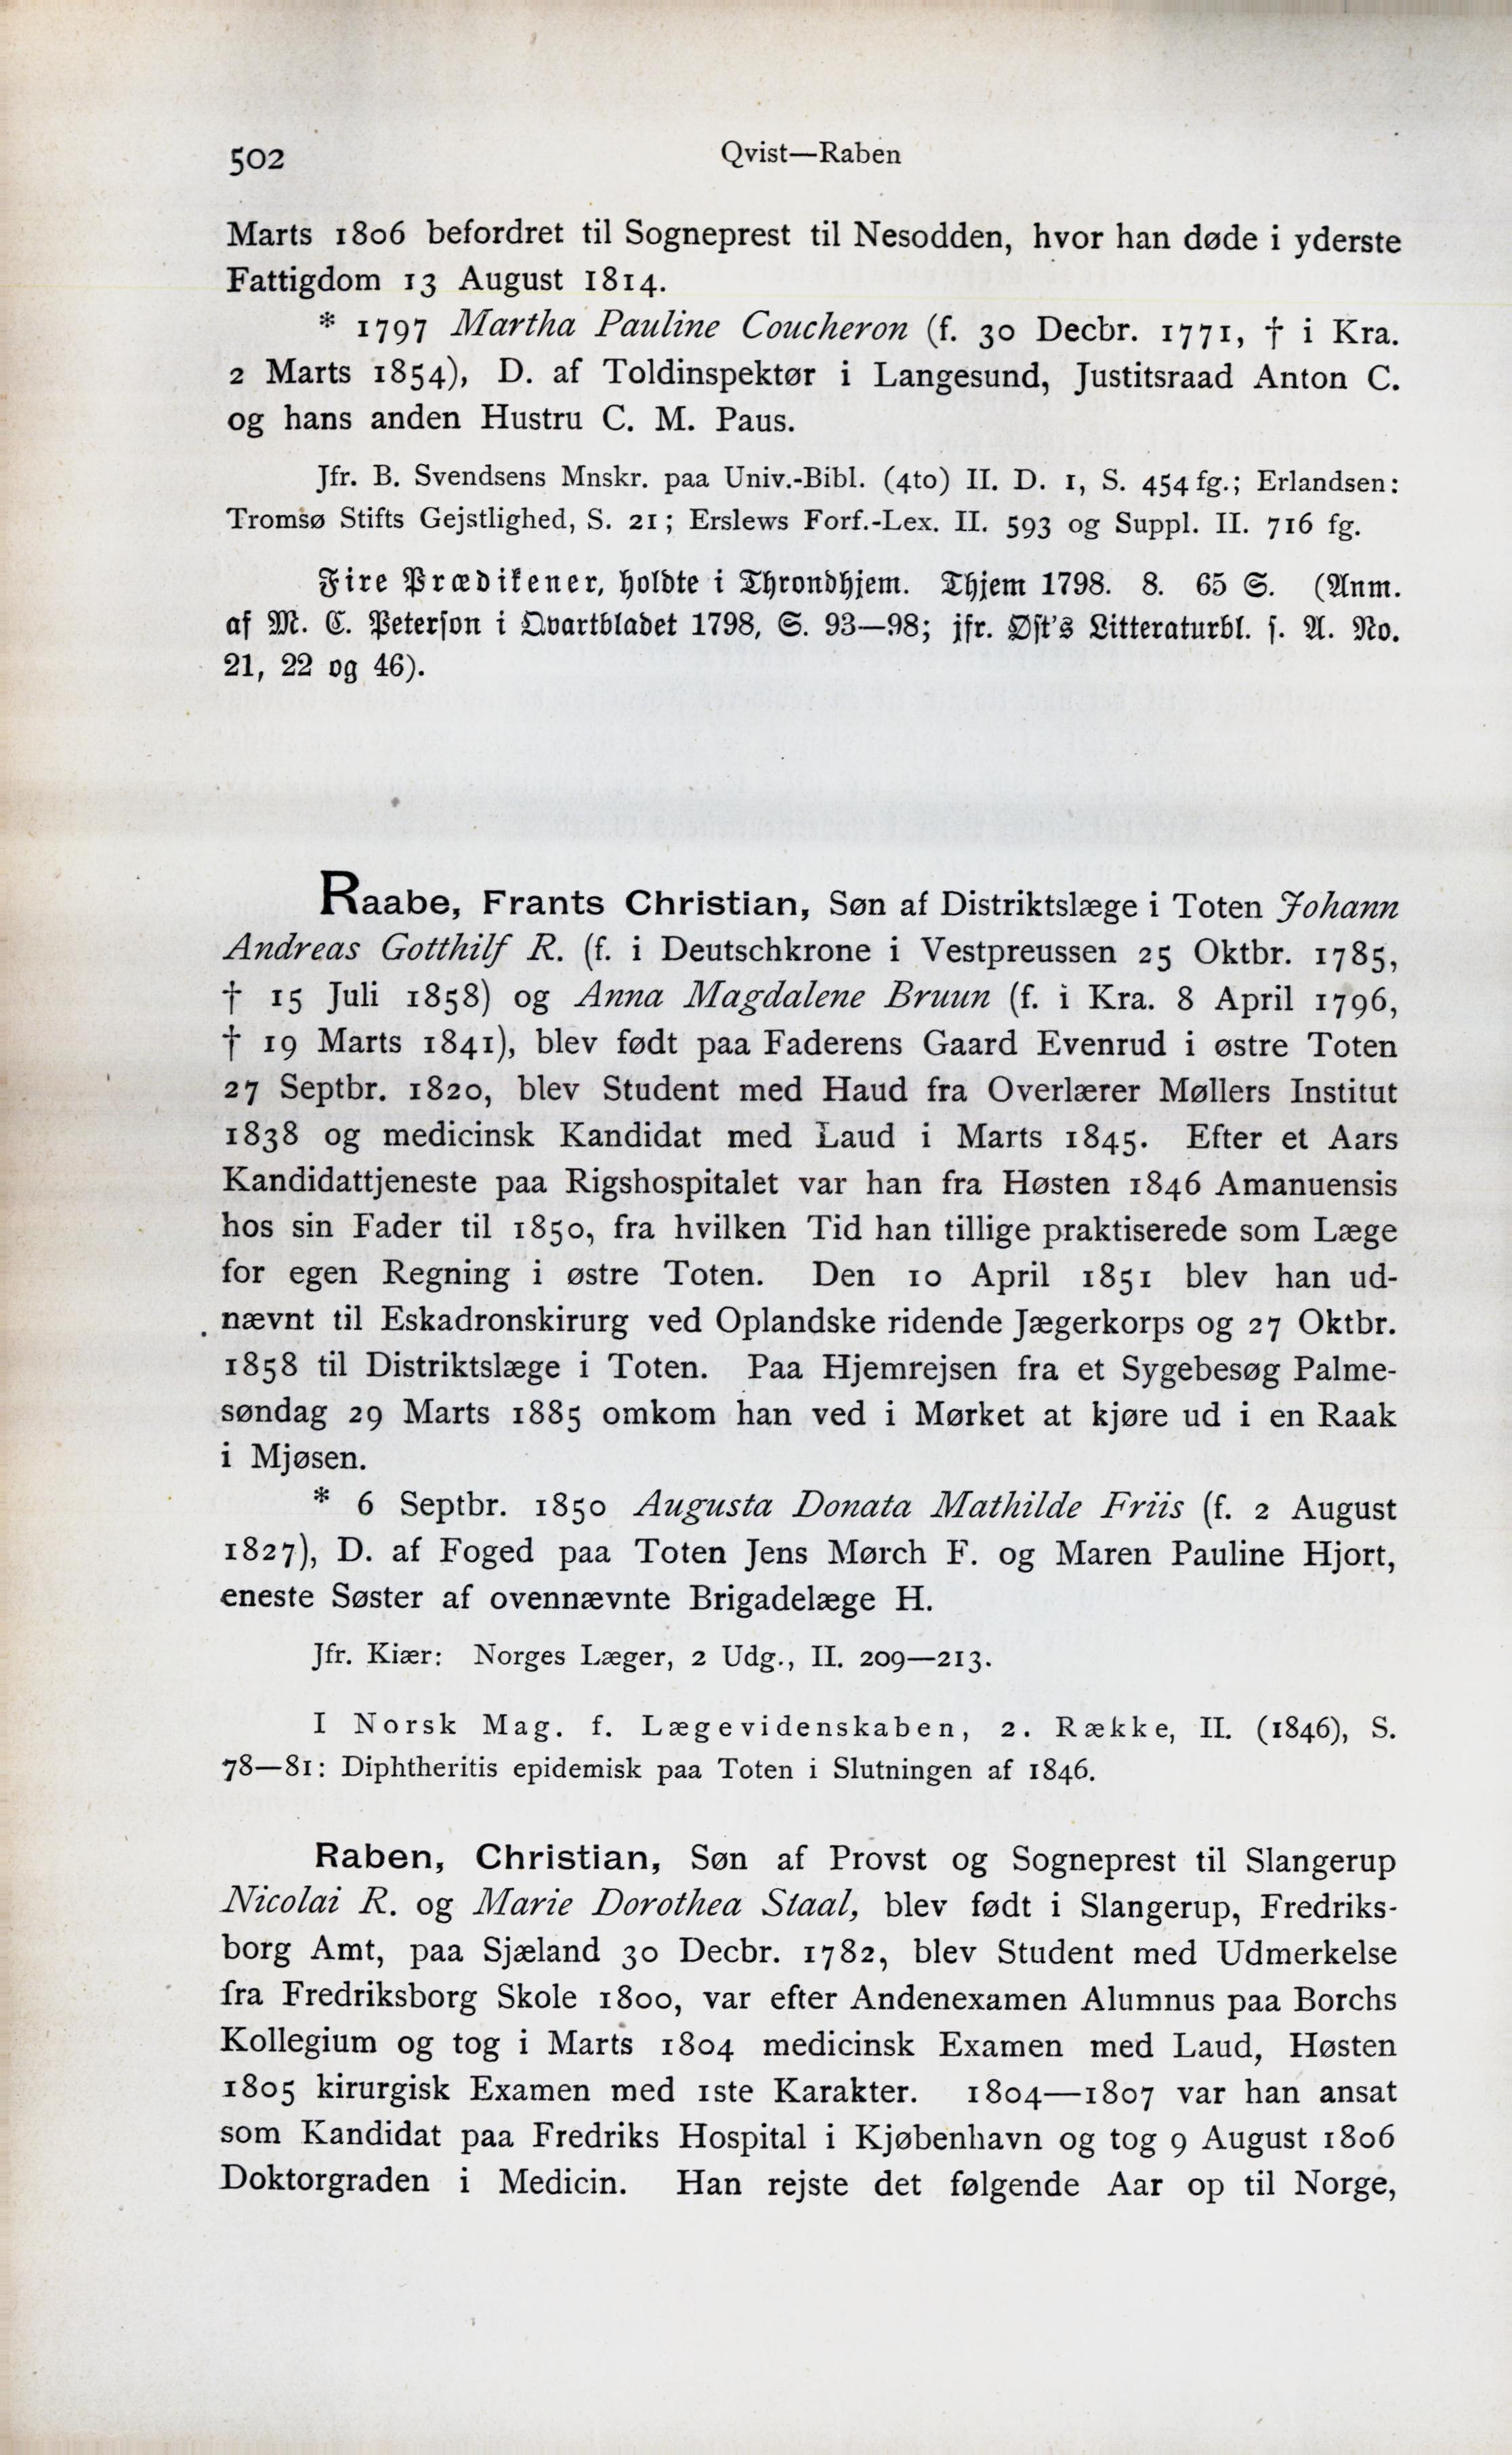 502
Qvist—Raben
Marts 1806 befordret til Sogneprest til Nesodden, hvor han døde i yderste
Fattigdom 13 August 1814.
* 1797 Martha Pauline Coucheron (f. 30 Decbr. 1771, † i Kra.
2 Marts 1854), D. af Toldinspektør i Langesund, Justitsraad Anton C.
og hans anden Hustru C. M. Paus.
Jfr. B. Svendsens Mnskr. paa Univ.-Bibl. (4to) II. D. 1, S. 454 fg.; Erlandsen:
Tromsø Stifts Gejstlighed, S. 21; Erslews Forf.-Lex. II. 593 og Suppl. II. 716 fg.
Fire Prædikener, holdte i Throndhjem. Thjem 1798. 8. 65 S. (Anm.
af M. C. Peterson i Qvartbladet 1798, S. 93—98; jfr. Øst's Litteraturbl. s. A. No.
21, 22 og 46).
Raabe, Frants Christian, Søn af Distriktslæge i Toten Johann
Andreas Gotthilf R. (f. i Deutschkrone i Vestpreussen 25 Oktbr. 1785,
† 15 Juli 1858) og Anna Magdalene Bruun (f. i Kra. 8 April 1796,
† 19 Marts 1841), blev født paa Faderens Gaard Evenrud i østre Toten
27 Septbr. 1820, blev Student med Haud fra Overlærer Møllers Institut
1838 og medicinsk Kandidat med Laud i Marts 1845. Efter et Aars
Kandidattjeneste paa Rigshospitalet var han fra Høsten 1846 Amanuensis
hos sin Fader til 1850, fra hvilken Tid han tillige praktiserede som Læge
for egen Regning i østre Toten. Den 10 April 1851 blev han ud-
nævnt til Eskadronskirurg ved Oplandske ridende Jægerkorps og 27 Oktbr.
1858 til Distriktslæge i Toten. Paa Hjemrejsen fra et Sygebesøg Palme-
søndag 29 Marts 1885 omkom han ved i Mørket at kjøre ud i en Raak
i Mjøsen.
* 6 Septbr. 1850 Augusta Donata Mathilde Friis (f. 2 August
1827), D. af Foged paa Toten Jens Mørch F. og Maren Pauline Hjort,
eneste Søster af ovennævnte Brigadelæge H.
Jfr. Kiær: Norges Læger, 2 Udg., II. 209—213.
I Norsk Mag. f. Lægevidenskaben, 2. Række, II. (1846), S.
78—81: Diphtheritis epidemisk paa Toten i Slutningen af 1846.
Raben, Christian, Søn af Provst og Sogneprest til Slangerup
Nicolai R. og Marie Dorothea Staal, blev født i Slangerup, Fredriks-
borg Amt, paa Sjæland 30 Decbr. 1782, blev Student med Udmerkelse
fra Fredriksborg Skole 1800, var efter Andenexamen Alumnus paa Borchs
Kollegium og tog i Marts 1804 medicinsk Examen med Laud, Høsten
1805 kirurgisk Examen med 1ste Karakter. 1804—1807 var han ansat
som Kandidat paa Fredriks Hospital i Kjøbenhavn og tog 9 August 1806
Doktorgraden i Medicin. Han rejste det følgende Aar op til Norge,